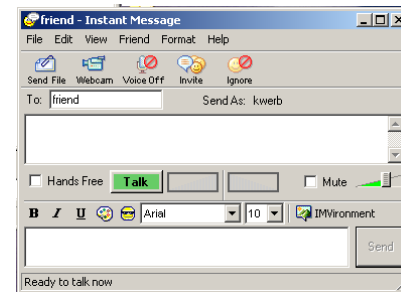 friend - Instant Message
File Edit View Friend Format Help
Send File Webcam Voice Off Invite Ignore
To: friend Send As: kwerb
Hands Free Talk Mute
B I U Arial 10 IMVironment
Send
Ready to talk now